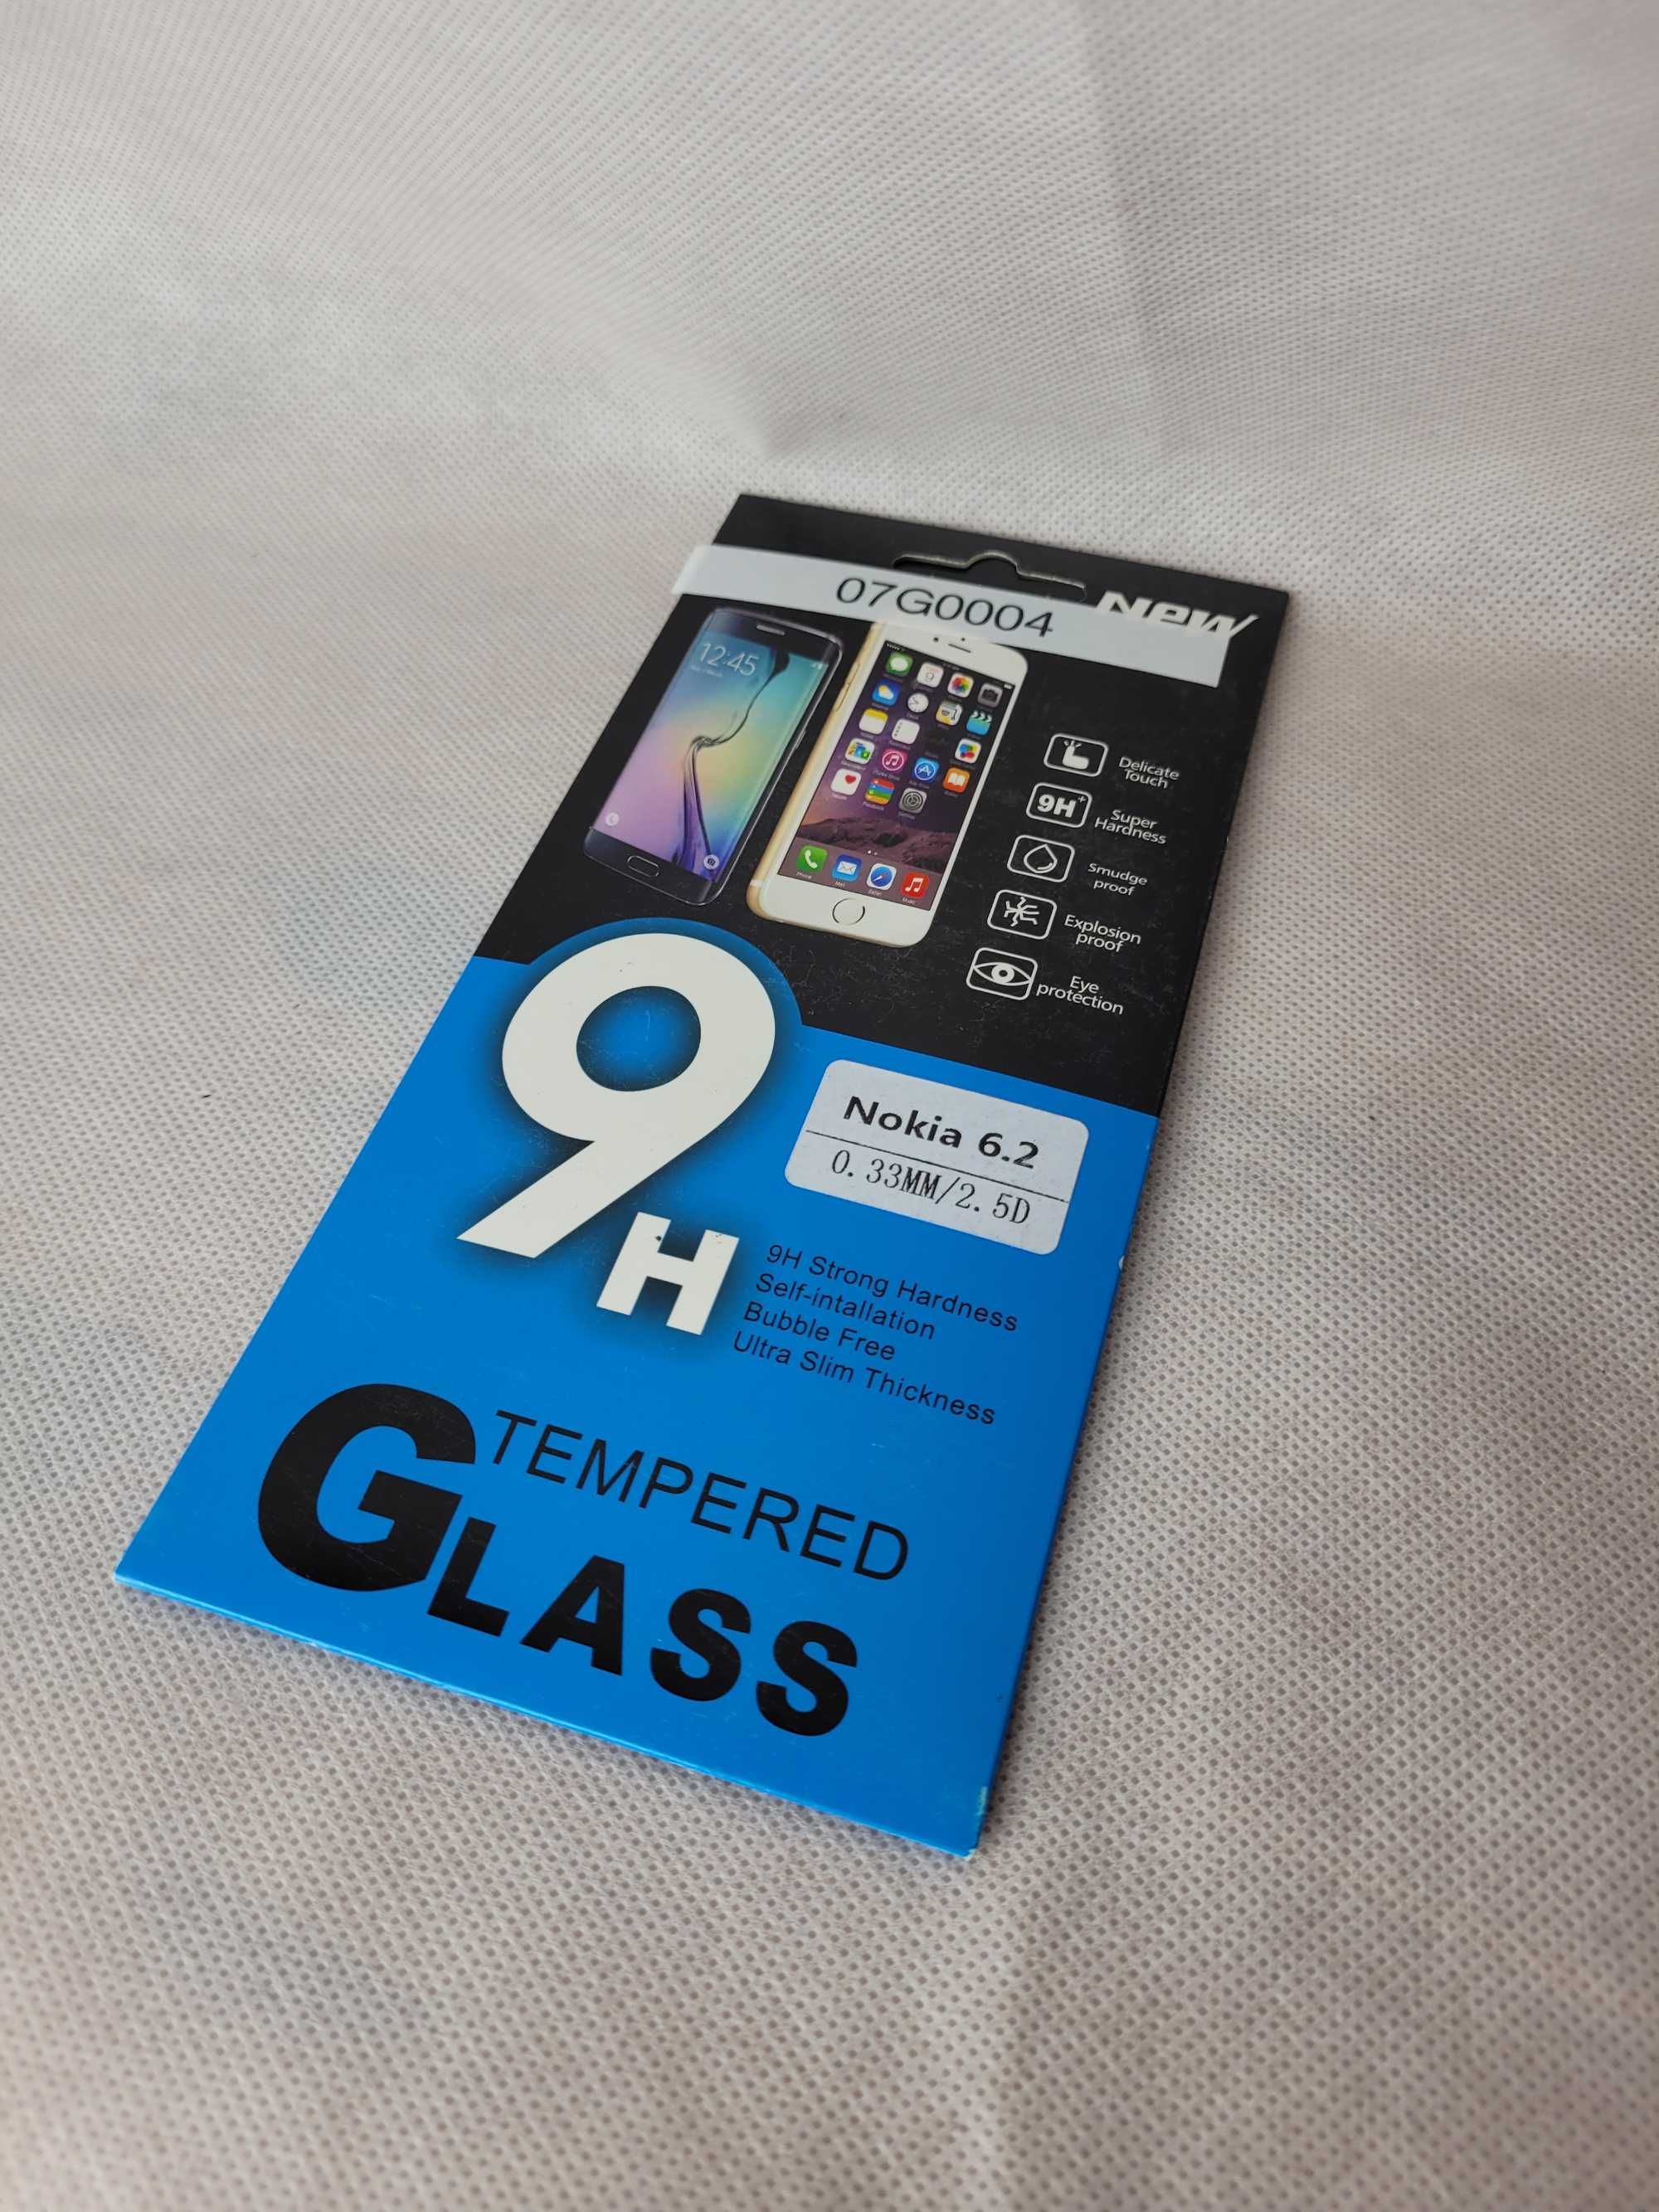 NEW
07G0004
12:45
Delicate
Touch
9H+
Super
Hardness
Smudge
proof
Explosion
proof
Eye
protection
9H
Nokia 6.2
0.33MM/2.5D
9H Strong Hardness
Self-intallation
Bubble Free
Ultra Slim Thickness
TEMPERED
GLASS